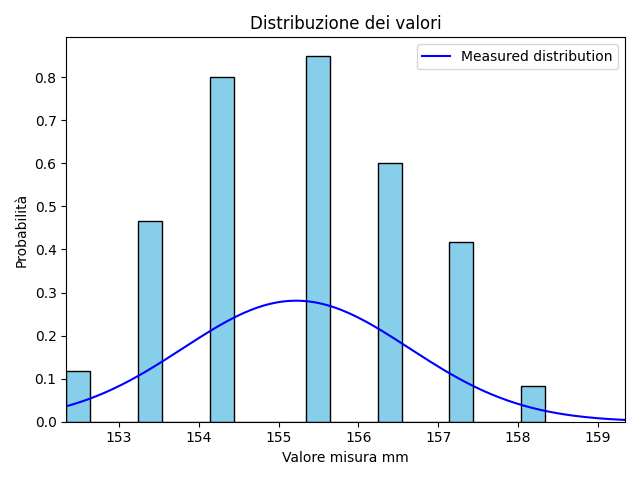 Distribuzione dei valori
Measured distribution
Probabilità
0.8
0.7
0.6
0.5
0.4
0.3
0.2
0.1
0.0
153 154 155 156 157 158 159
Valore misura mm